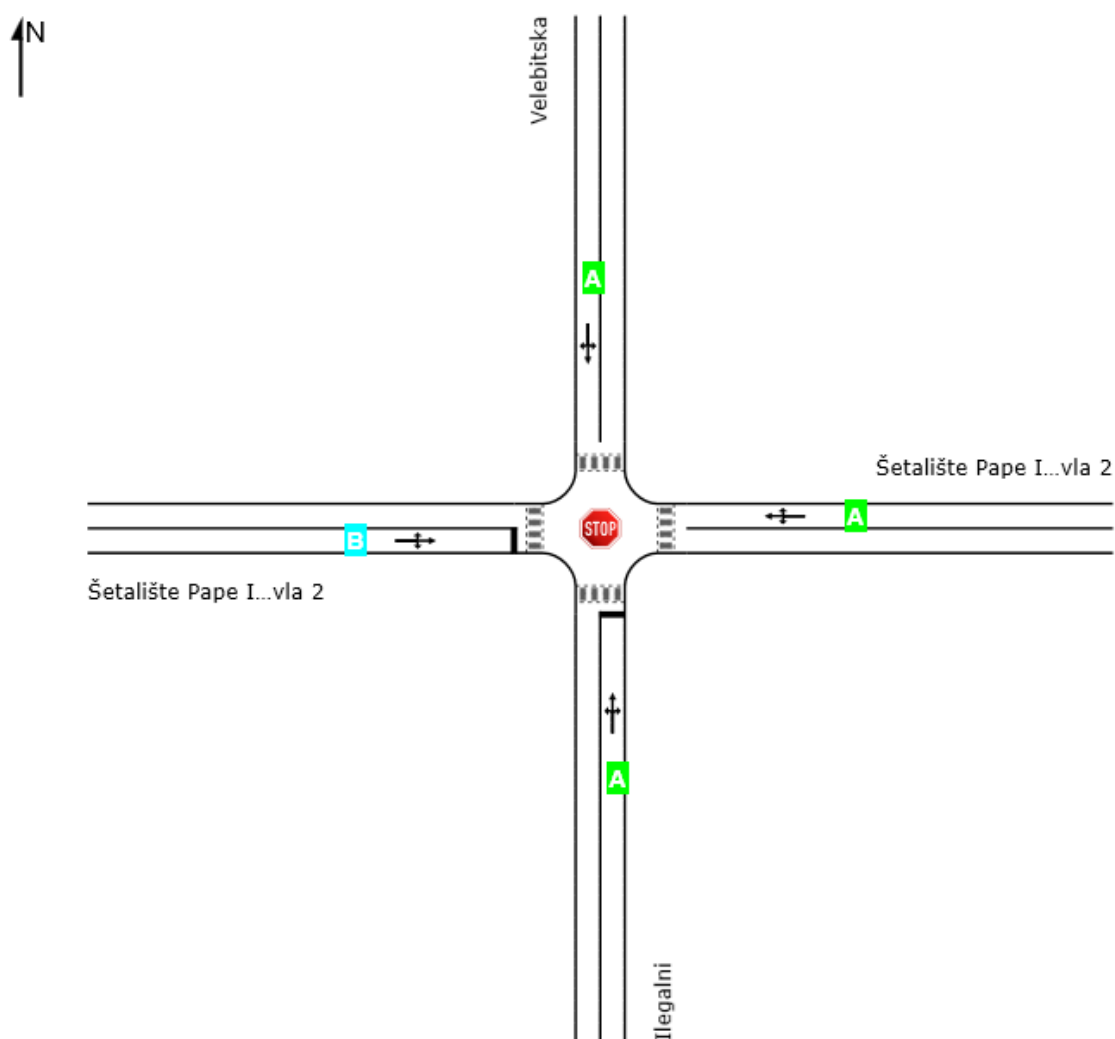 N
Velebitska
A
Šetalište Pape I...vla 2
A
STOP
B
Šetalište Pape I...vla 2
A
Ilegalni